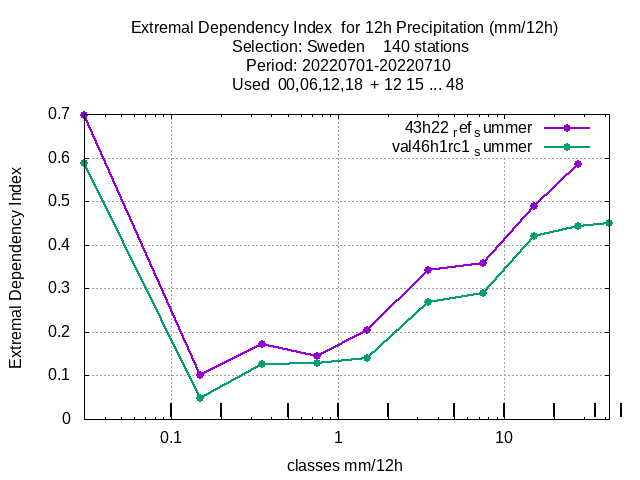 Extremal Dependency Index  for 12h Precipitation (mm/12h)
Selection: Sweden    140 stations
Period: 20220701-20220710
Used  00,06,12,18  + 12 15 ... 48
43h22 refsummer
val46h1rc1 summer
0.7
0.6
0.5
0.4
0.3
0.2
0.1
0
Extremal Dependency Index
0.1
1
10
classes mm/12h